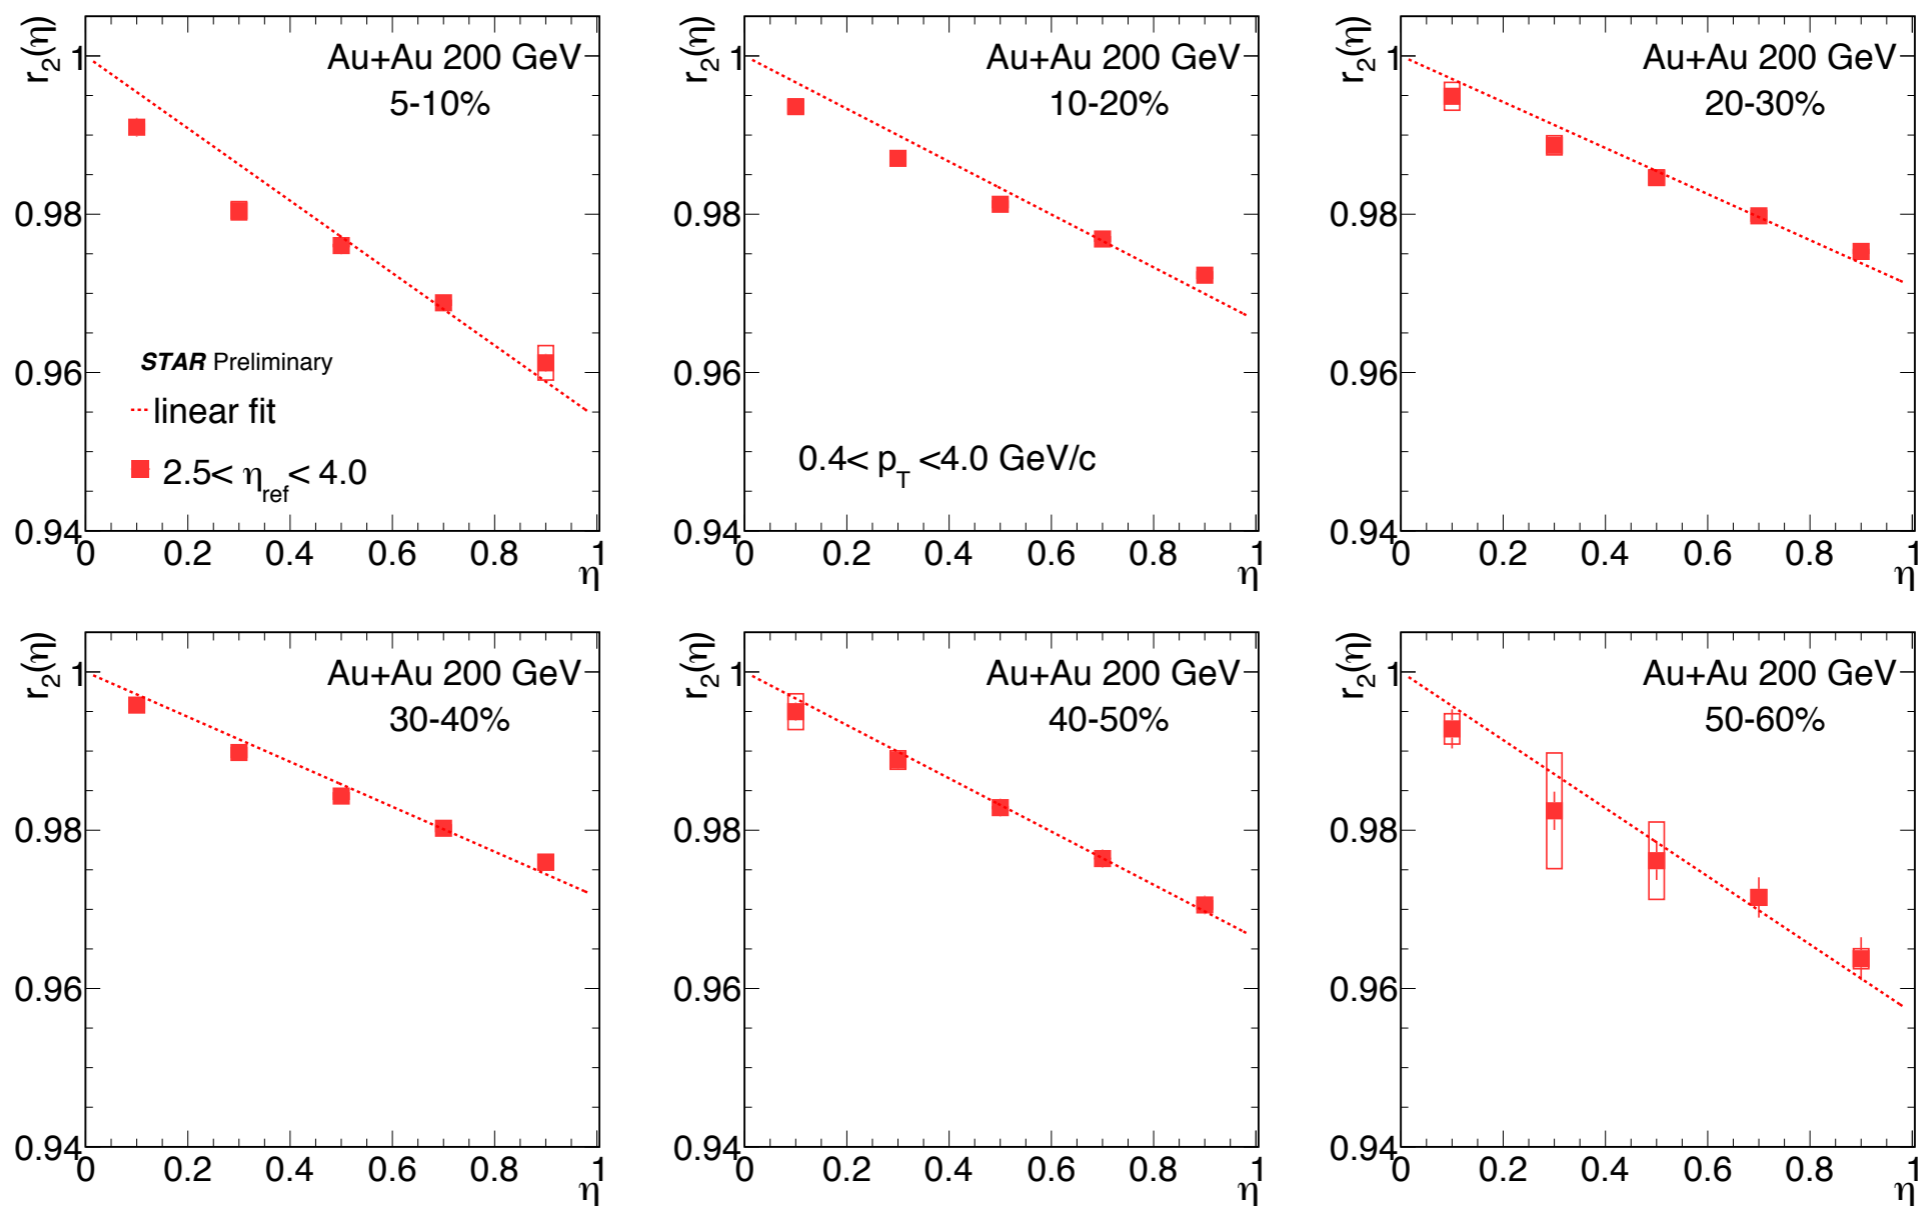 r2(η)
Au+Au 200 GeV
5-10%
1
0.98
0.96
0.94
STAR Preliminary
linear fit
2.5< ηref < 4.0
0 0.2 0.4 0.6 0.8 1
η
r2(η)
Au+Au 200 GeV
10-20%
1
0.98
0.96
0.94
0.4< pT <4.0 GeV/c
0 0.2 0.4 0.6 0.8 1
η
r2(η)
Au+Au 200 GeV
20-30%
1
0.98
0.96
0.94
0 0.2 0.4 0.6 0.8 1
η
r2(η)
Au+Au 200 GeV
30-40%
1
0.98
0.96
0.94
0 0.2 0.4 0.6 0.8 1
η
r2(η)
Au+Au 200 GeV
40-50%
1
0.98
0.96
0.94
0 0.2 0.4 0.6 0.8 1
η
r2(η)
Au+Au 200 GeV
50-60%
1
0.98
0.96
0.94
0 0.2 0.4 0.6 0.8 1
η